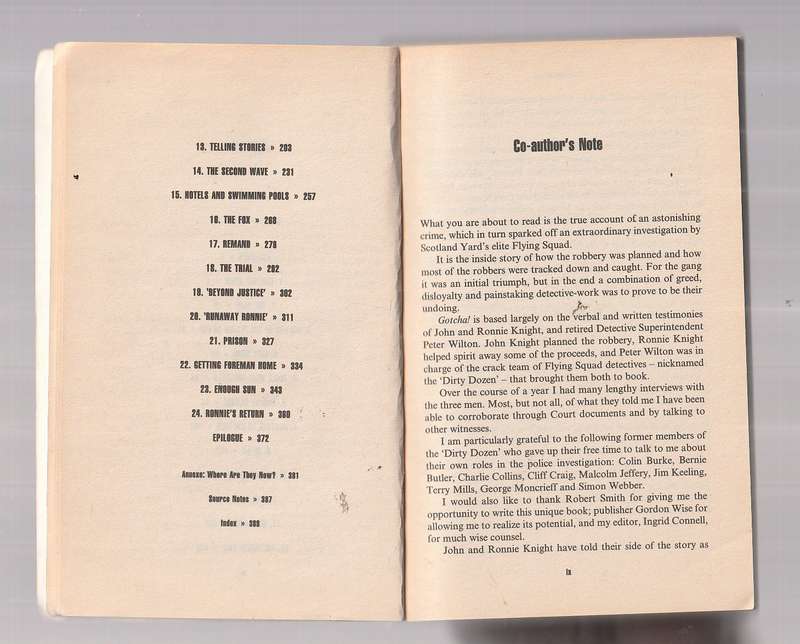 13. TELLING STORIES » 203
14. THE SECOND WAVE » 231
15. HOTELS AND SWIMMING POOLS » 257
16. THE FOX » 268
17. REMAND » 278
18. THE TRIAL » 292
19. 'BEYOND JUSTICE' » 302
20. 'RUNAWAY RONNIE' » 311
21. PRISON » 327
22. GETTING FOREMAN HOME » 334
23. ENOUGH SUN » 343
24. RONNIE'S RETURN » 360
EPILOGUE » 372
Annexe: Where Are They Now? » 381
Source Notes » 387
Index » 388
Co-author's Note
What you are about to read is the true account of an astonishing
crime, which in turn sparked off an extraordinary investigation by
Scotland Yard's elite Flying Squad.
It is the inside story of how the robbery was planned and how
most of the robbers were tracked down and caught. For the gang
it was an initial triumph, but in the end a combination of greed,
disloyalty and painstaking detective-work was to prove to be their
undoing.
Gotcha! is based largely on the verbal and written testimonies
of John and Ronnie Knight, and retired Detective Superintendent
Peter Wilton. John Knight planned the robbery, Ronnie Knight
helped spirit away some of the proceeds, and Peter Wilton was in
charge of the crack team of Flying Squad detectives – nicknamed
the 'Dirty Dozen' – that brought them both to book.
Over the course of a year I had many lengthy interviews with
the three men. Most, but not all, of what they told me I have been
able to corroborate through Court documents and by talking to
other witnesses.
I am particularly grateful to the following former members of
the 'Dirty Dozen' who gave up their free time to talk to me about
their own roles in the police investigation: Colin Burke, Bernie
Butler, Charlie Collins, Cliff Craig, Malcolm Jeffery, Jim Keeling,
Terry Mills, George Moncrieff and Simon Webber.
I would also like to thank Robert Smith for giving me the
opportunity to write this unique book; publisher Gordon Wise for
allowing me to realize its potential, and my editor, Ingrid Connell,
for much wise counsel.
John and Ronnie Knight have told their side of the story as
ix